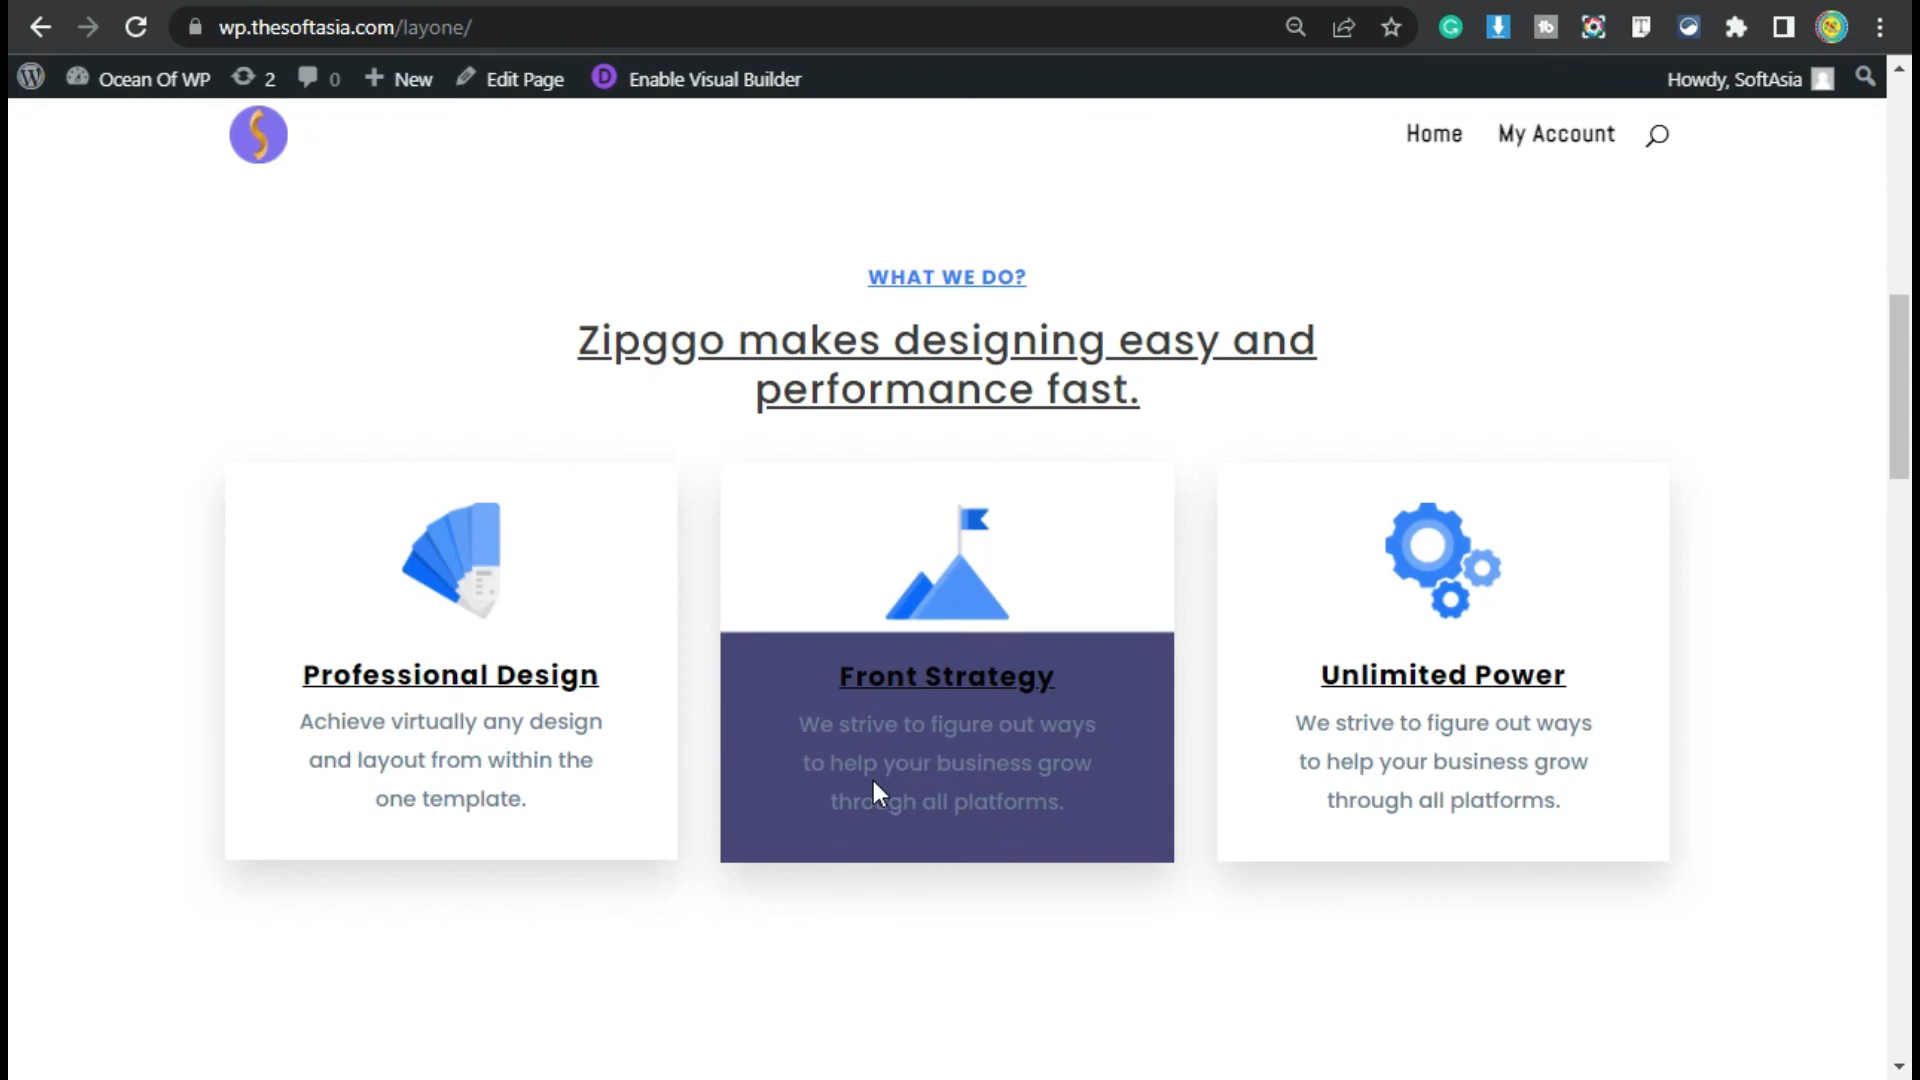 wp.thesoftasia.com/layone/
Ocean Of WP 2 0 New Edit Page D Enable Visual Builder Howdy, SoftAsia
Home My Account
WHAT WE DO?
Zipggo makes designing easy and
performance fast.
Professional Design
Achieve virtually any design
and layout from within the
one template.
Front Strategy
We strive to figure out ways
to help your business grow
through all platforms.
Unlimited Power
We strive to figure out ways
to help your business grow
through all platforms.